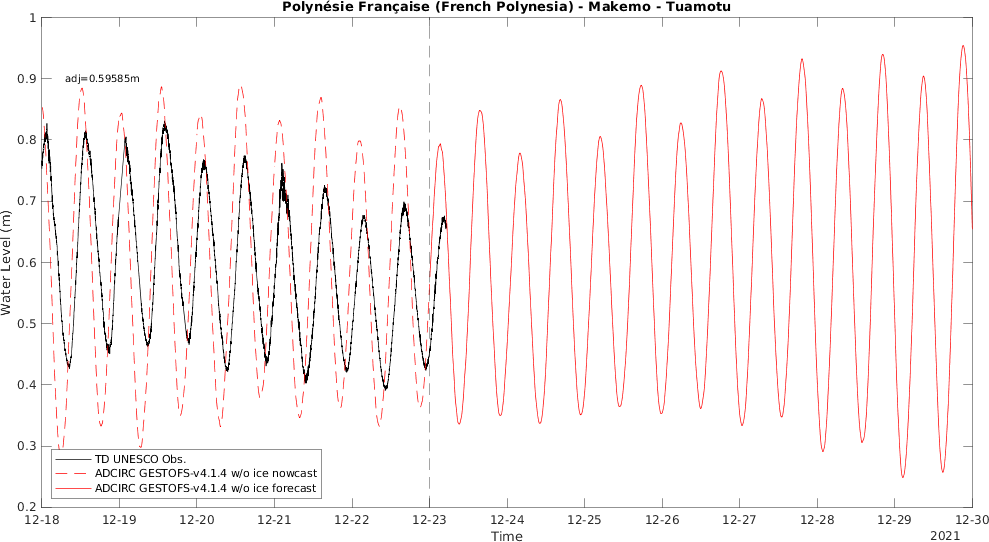 Polynésie Française (French Polynesia) - Makemo - Tuamotu
1
0.9
0.8
0.7
0.6
0.5
0.4
0.3
0.2
Water Level (m)
adj=0.59585m
TD UNESCO Obs.
ADCIRC GESTOFS-v4.1.4 w/o ice nowcast
ADCIRC GESTOFS-v4.1.4 w/o ice forecast
12-18 12-19 12-20 12-21 12-22 12-23 12-24 12-25 12-26 12-27 12-28 12-29 12-30
Time
2021